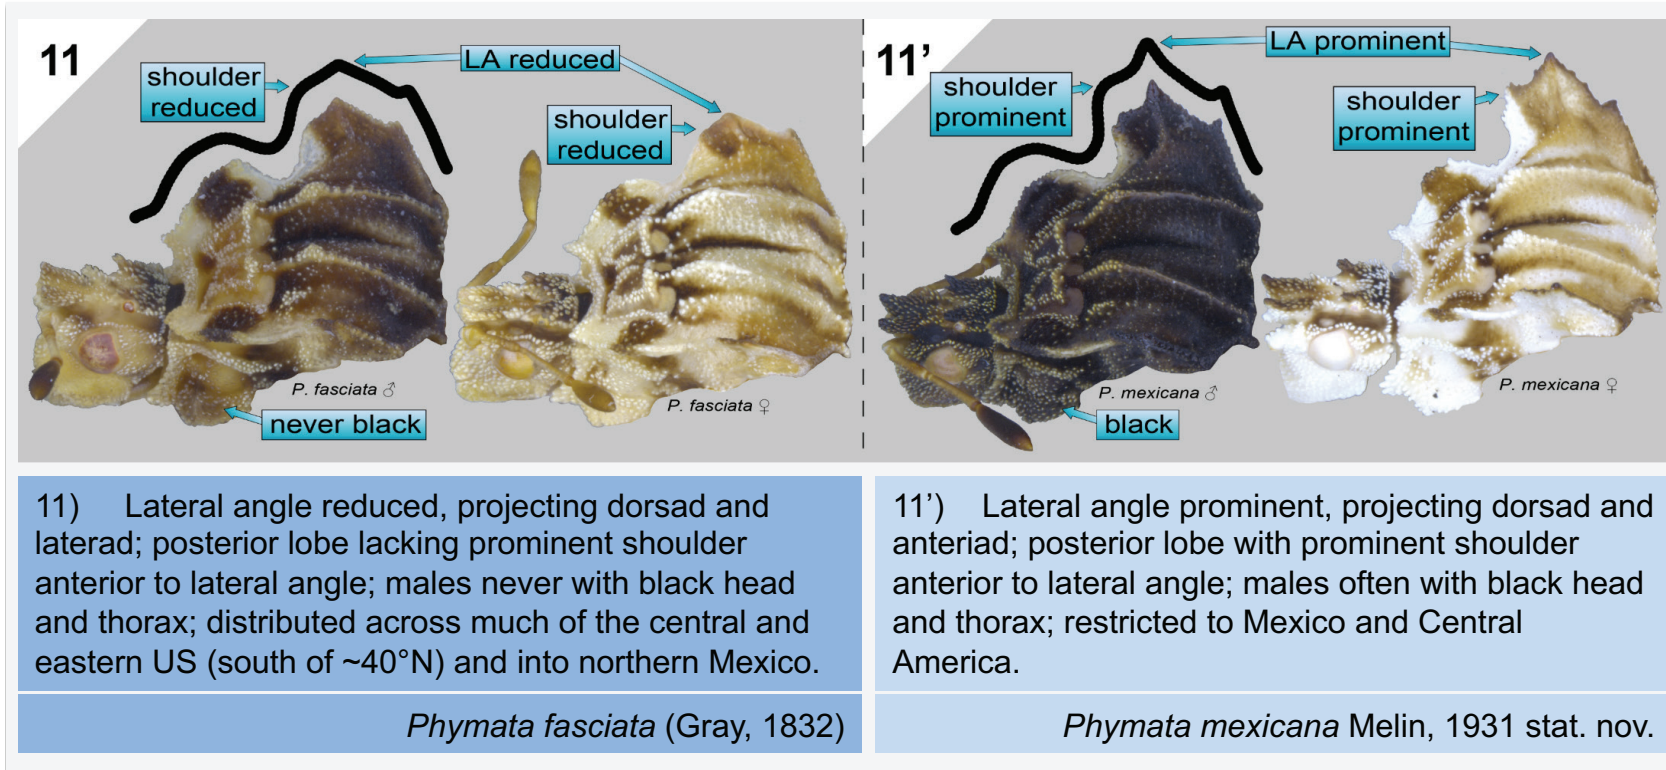 11
shoulder
reduced
LA reduced
shoulder
reduced
P. fasciata ♂
P. fasciata ♀
never black
11’
LA prominent
shoulder
prominent
shoulder
prominent
P. mexicana ♂
P. mexicana ♀
black
11) Lateral angle reduced, projecting dorsad and
laterad; posterior lobe lacking prominent shoulder
anterior to lateral angle; males never with black head
and thorax; distributed across much of the central and
eastern US (south of ~40°N) and into northern Mexico.
Phymata fasciata (Gray, 1832)
11’) Lateral angle prominent, projecting dorsad and
anteriad; posterior lobe with prominent shoulder
anterior to lateral angle; males often with black head
and thorax; restricted to Mexico and Central
America.
Phymata mexicana Melin, 1931 stat. nov.